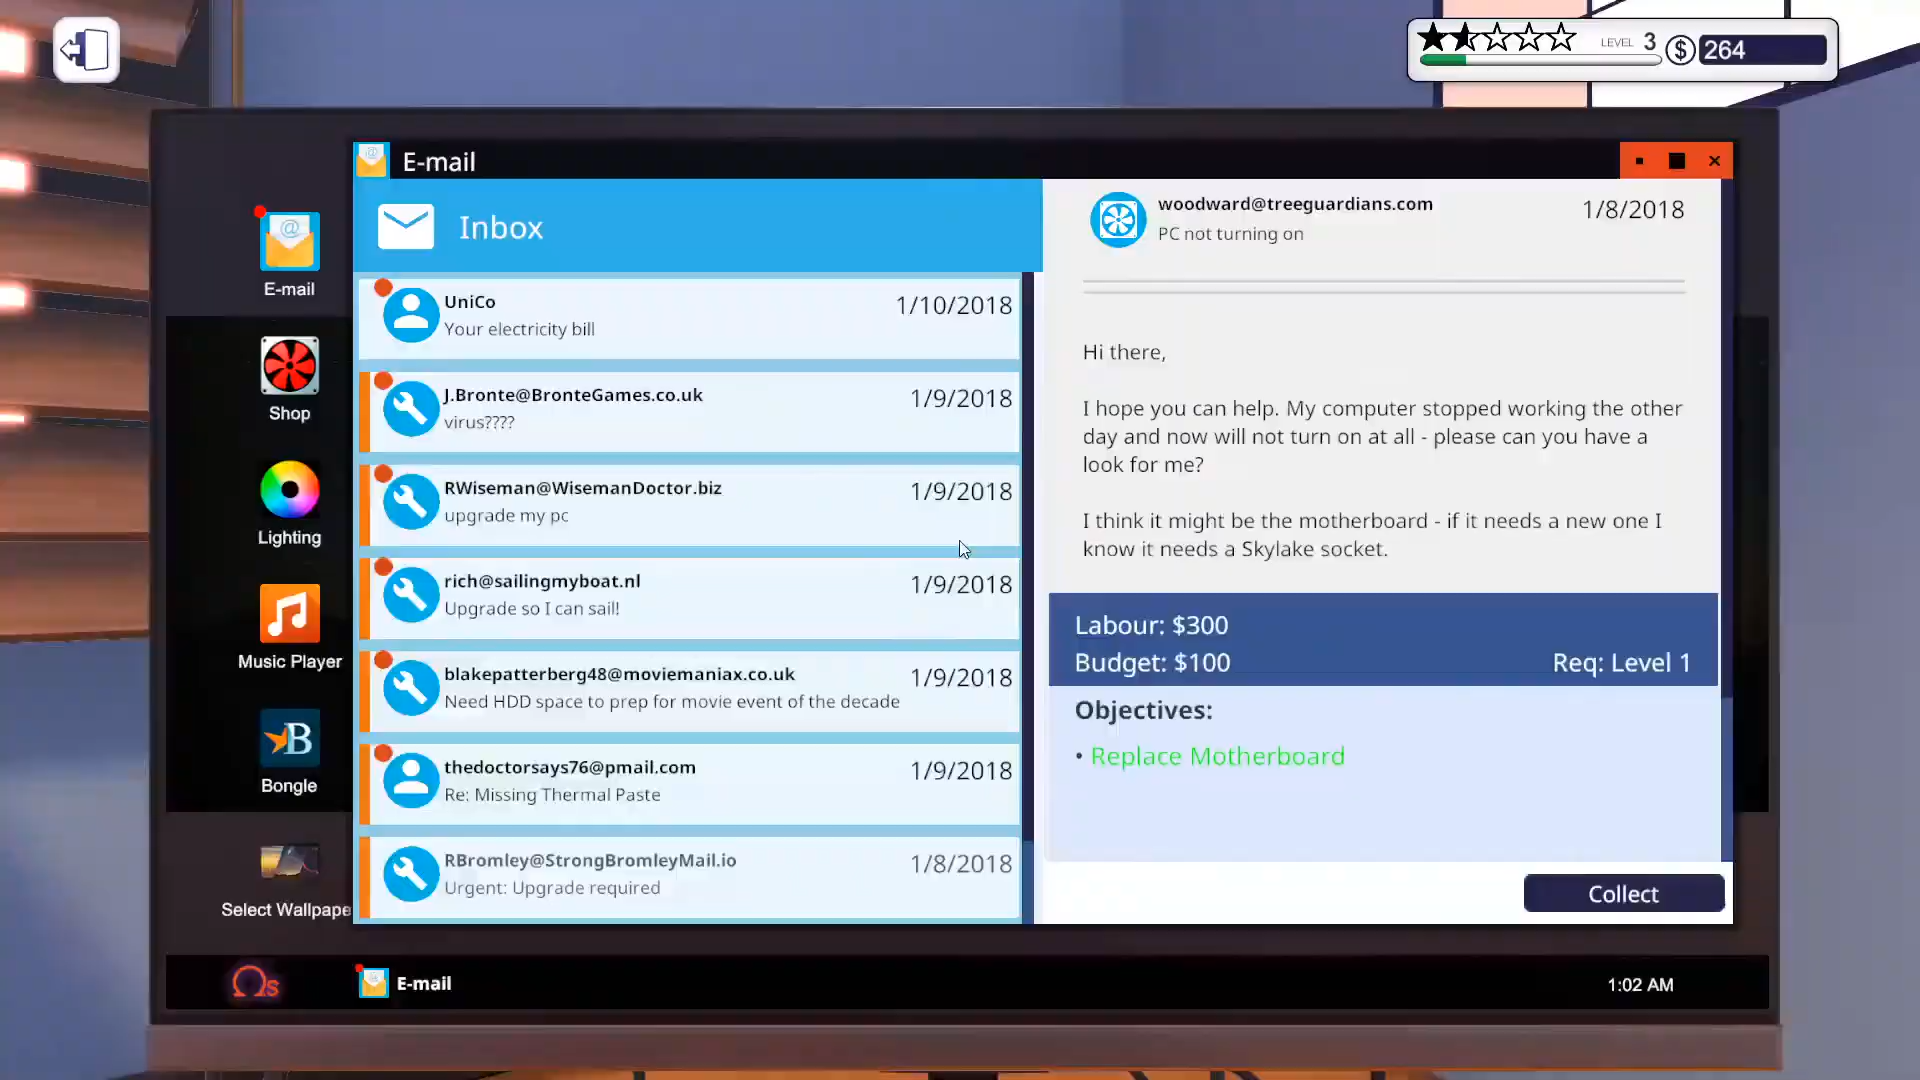 LEVEL 3
$ 264
E-mail
Inbox
E-mail
Shop
Lighting
Music Player
Bongle
Select Wallpape
UniCo 1/10/2018
Your electricity bill
J.Bronte@BronteGames.co.uk 1/9/2018
virus????
RWiseman@WisemanDoctor.biz 1/9/2018
upgrade my pc
rich@sailingmyboat.nl 1/9/2018
Upgrade so I can sail!
blakepatterberg48@moviemaniax.co.uk 1/9/2018
Need HDD space to prep for movie event of the decade
thedoctorsays76@pmail.com 1/9/2018
Re: Missing Thermal Paste
RBromley@StrongBromleyMail.io 1/8/2018
Urgent: Upgrade required
woodward@treeguardians.com 1/8/2018
PC not turning on
Hi there,
I hope you can help. My computer stopped working the other
day and now will not turn on at all - please can you have a
look for me?
I think it might be the motherboard - if it needs a new one I
know it needs a Skylake socket.
Labour: $300
Budget: $100 Req: Level 1
Objectives:
• Replace Motherboard
Collect
Ωs
E-mail
1:02 AM